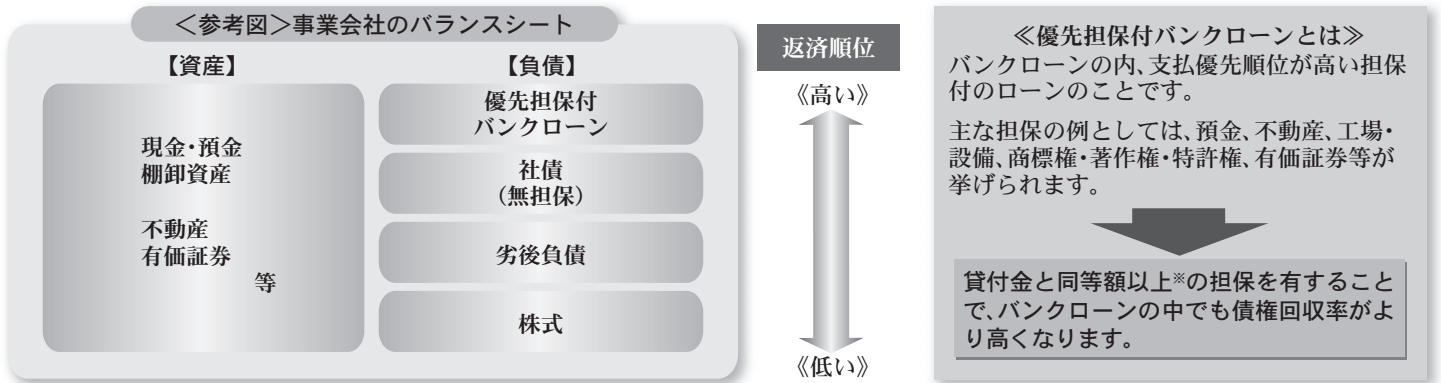 ＜参考図＞事業会社のバランスシート
【資産】
現金・預金
棚卸資産
不動産
有価証券
等
【負債】
優先担保付
バンクローン
社債
（無担保）
劣後負債
株式
返済順位
《高い》
《低い》
≪優先担保付バンクローンとは≫
バンクローンの内、支払優先順位が高い担保
付のローンのことです。
主な担保の例としては、預金、不動産、工場・
設備、商標権・著作権・特許権、有価証券等が
挙げられます。
貸付金と同等額以上※の担保を有すること
で、バンクローンの中でも債権回収率がよ
り高くなります。